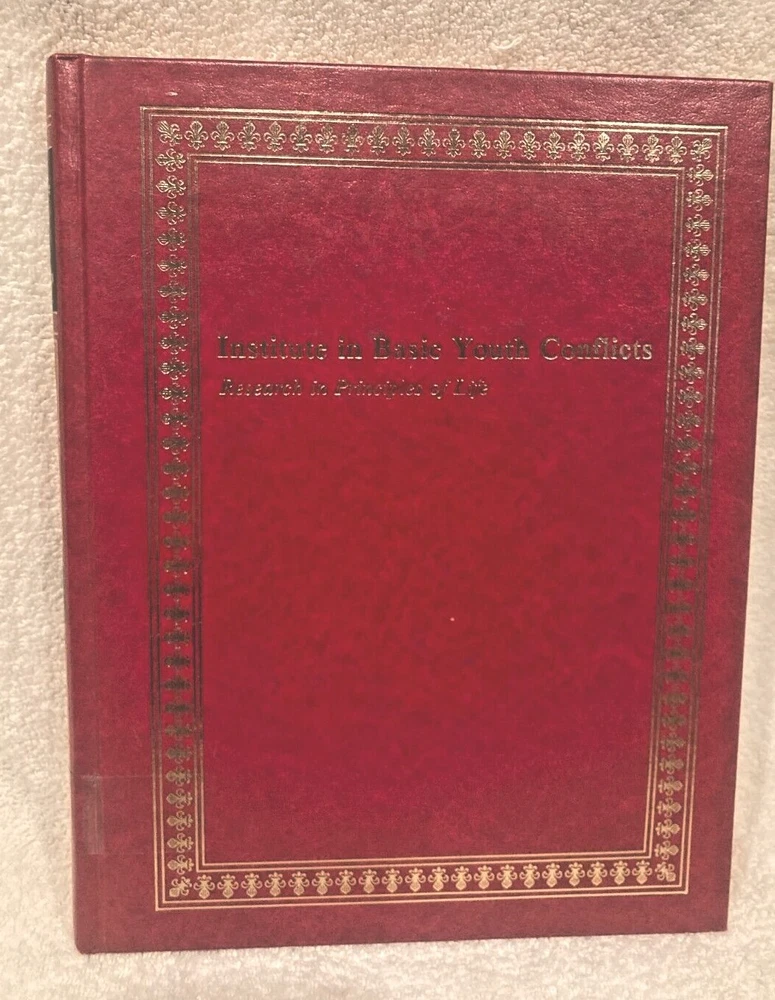 Institute in Basic Youth Conflicts
Research in Principles of Life